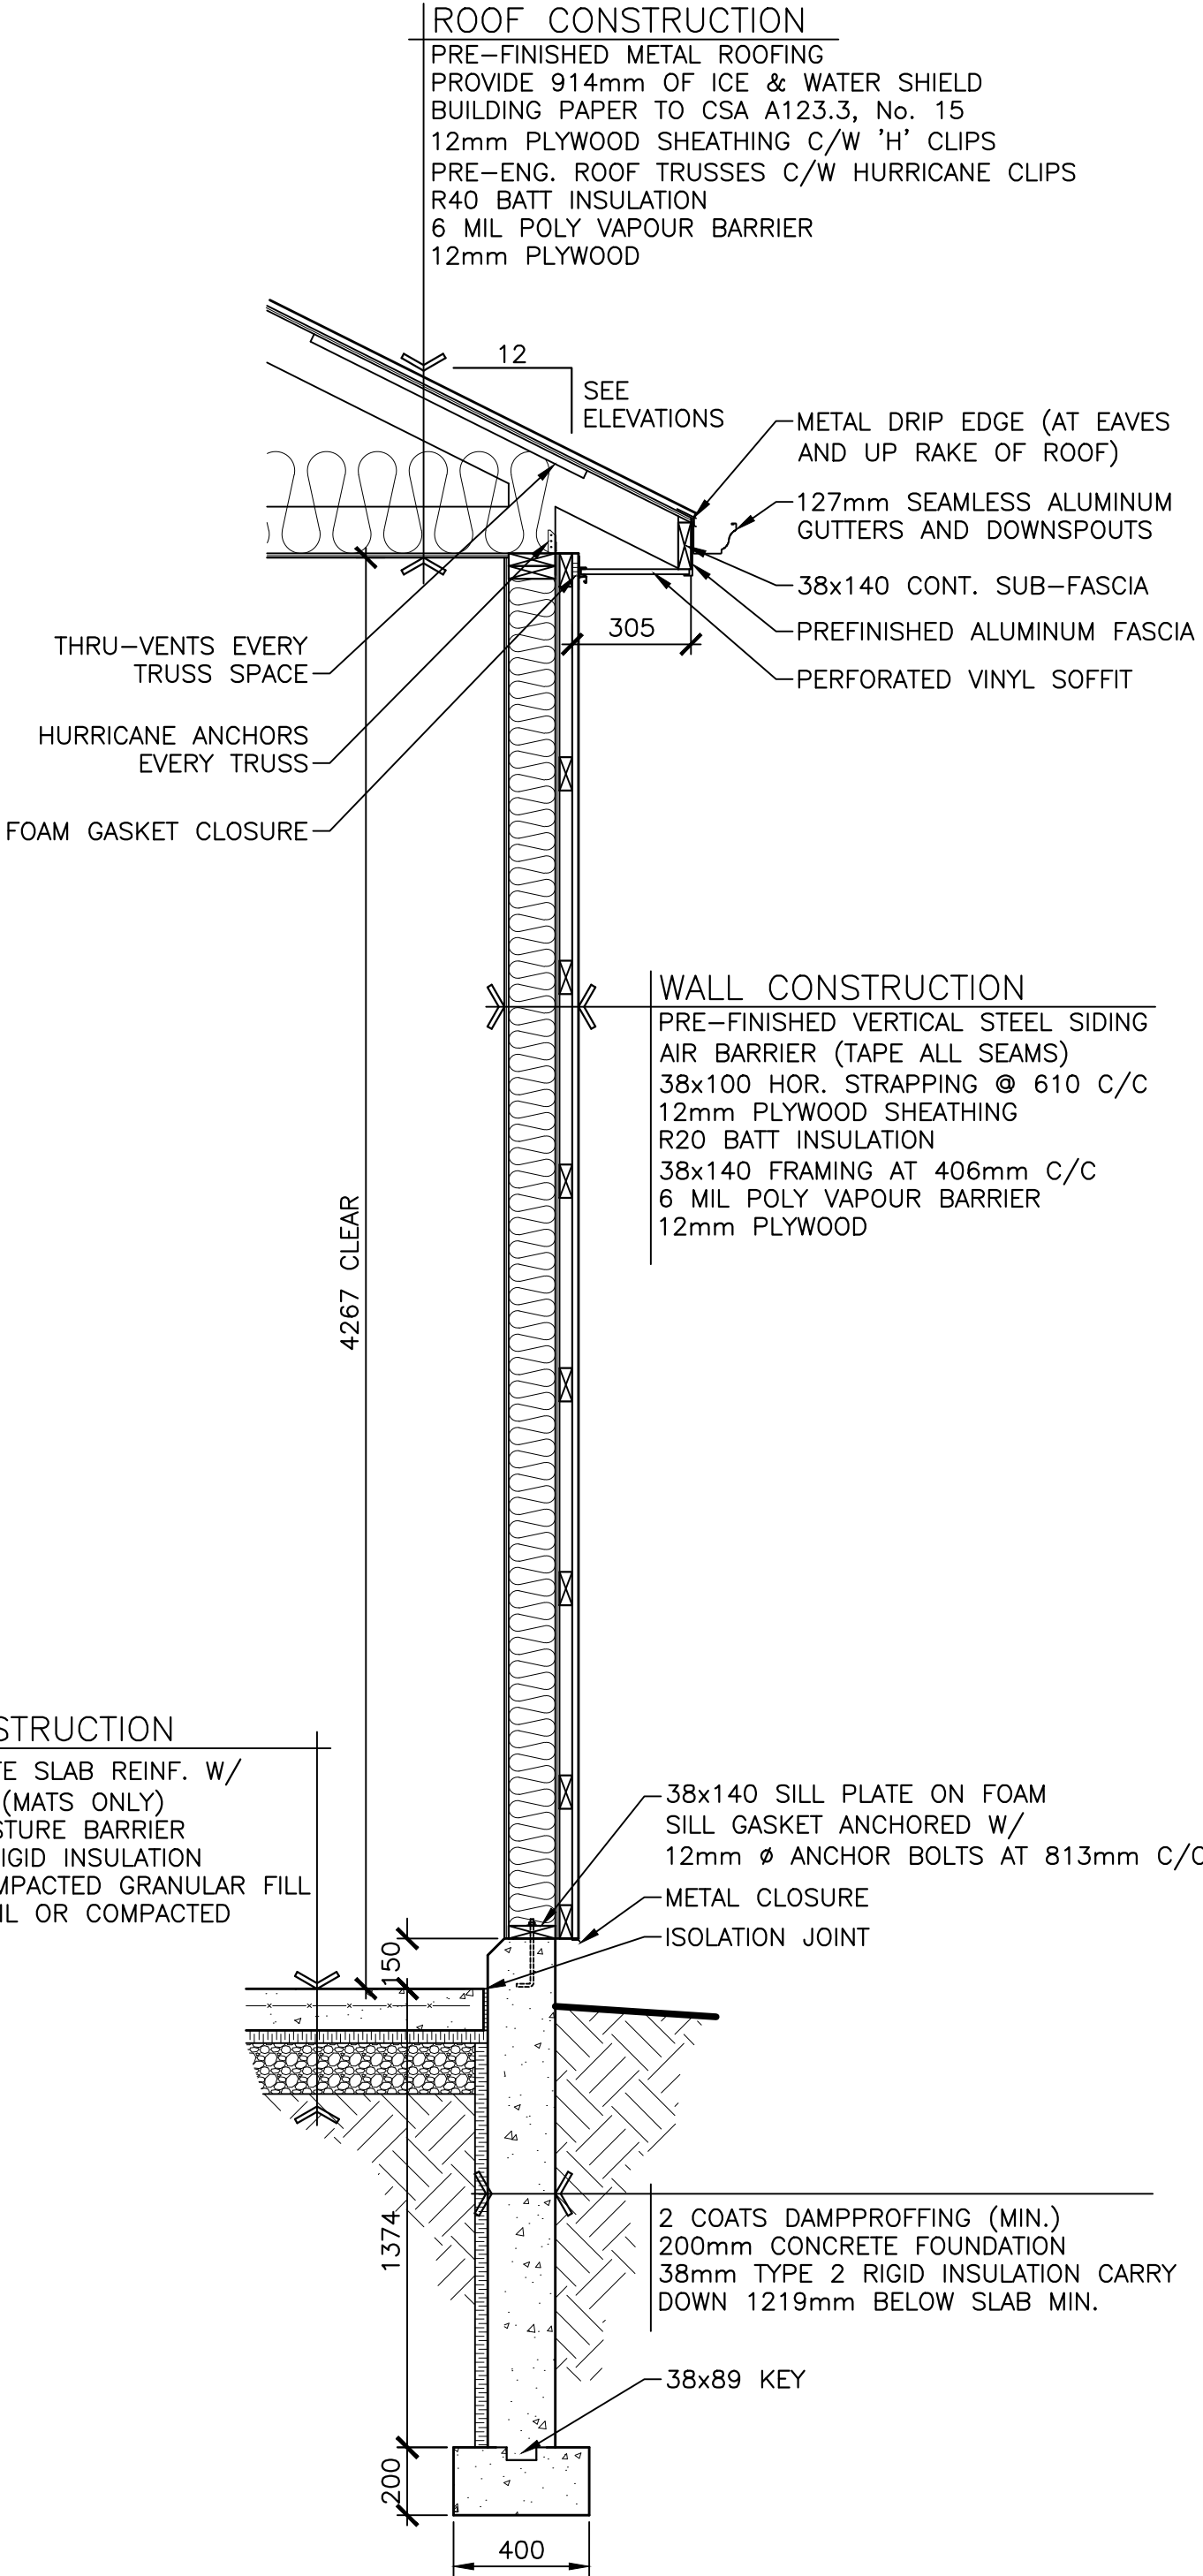 ROOF CONSTRUCTION
PRE-FINISHED METAL ROOFING
PROVIDE 914mm OF ICE & WATER SHIELD
BUILDING PAPER TO CSA A123.3, No. 15
12mm PLYWOOD SHEATHING C/W 'H' CLIPS
PRE-ENG. ROOF TRUSSES C/W HURRICANE CLIPS
R40 BATT INSULATION
6 MIL POLY VAPOUR BARRIER
12mm PLYWOOD
12
SEE
ELEVATIONS
METAL DRIP EDGE (AT EAVES
AND UP RAKE OF ROOF)
127mm SEAMLESS ALUMINUM
GUTTERS AND DOWNSPOUTS
38x140 CONT. SUB-FASCIA
305
PREFINISHED ALUMINUM FASCIA
PERFORATED VINYL SOFFIT
THRU-VENTS EVERY
TRUSS SPACE
HURRICANE ANCHORS
EVERY TRUSS
FOAM GASKET CLOSURE
WALL CONSTRUCTION
PRE-FINISHED VERTICAL STEEL SIDING
AIR BARRIER (TAPE ALL SEAMS)
38x100 HOR. STRAPPING @ 610 C/C
12mm PLYWOOD SHEATHING
R20 BATT INSULATION
38x140 FRAMING AT 406mm C/C
6 MIL POLY VAPOUR BARRIER
12mm PLYWOOD
4267 CLEAR
STRUCTION
TE SLAB REINF. W/
(MATS ONLY)
STURE BARRIER
IGID INSULATION
MPACTED GRANULAR FILL
IL OR COMPACTED
38x140 SILL PLATE ON FOAM
SILL GASKET ANCHORED W/
12mm Ø ANCHOR BOLTS AT 813mm C/C
METAL CLOSURE
ISOLATION JOINT
150
1374
2 COATS DAMPPROFFING (MIN.)
200mm CONCRETE FOUNDATION
38mm TYPE 2 RIGID INSULATION CARRY
DOWN 1219mm BELOW SLAB MIN.
38x89 KEY
200
400